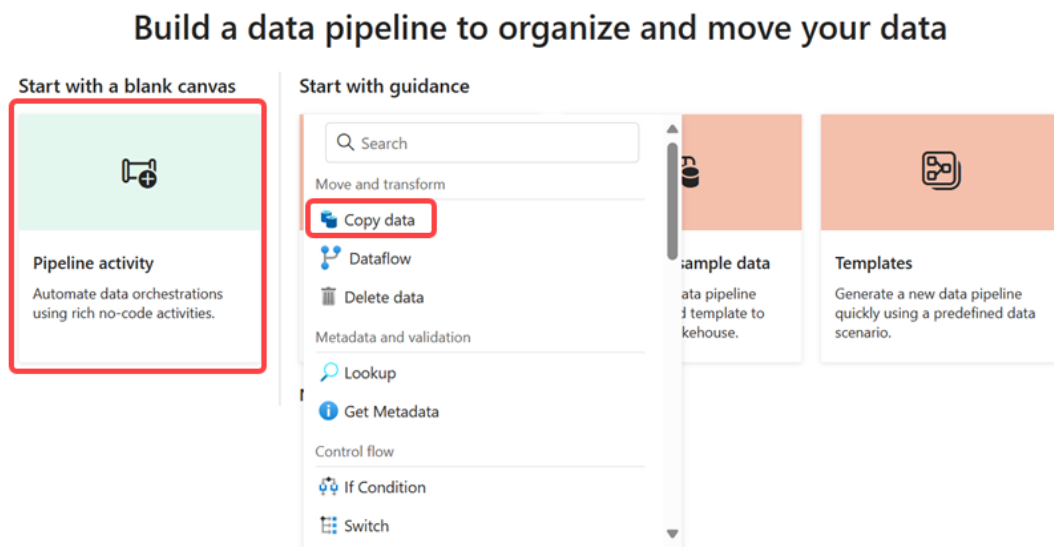 Build a data pipeline to organize and move your data
Start with a blank canvas
Pipeline activity
Automate data orchestrations
using rich no-code activities.
Start with guidance
Search
Move and transform
Copy data
Dataflow
Delete data
Metadata and validation
Lookup
Get Metadata
Control flow
If Condition
Switch
sample data
data pipeline
template to
kehouse.
Templates
Generate a new data pipeline
quickly using a predefined data
scenario.